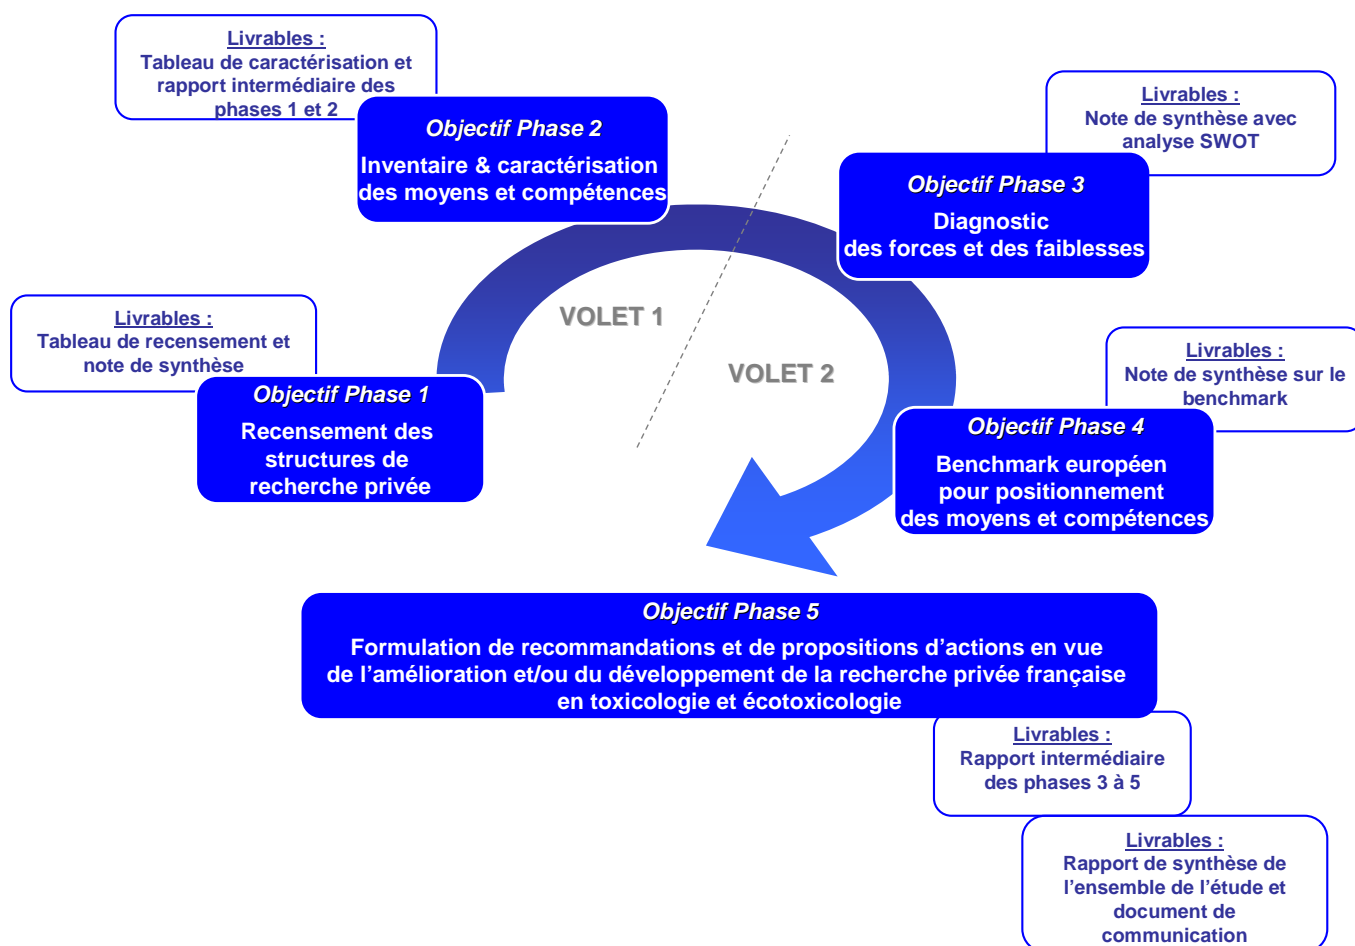 Livrables :
Tableau de caractérisation et
rapport intermédiaire des
phases 1 et 2
Objectif Phase 2
Inventaire & caractérisation
des moyens et compétences
Livrables :
Note de synthèse avec
analyse SWOT
Objectif Phase 3
Diagnostic
des forces et des faiblesses
VOLET 1
VOLET 2
Livrables :
Tableau de recensement et
note de synthèse
Objectif Phase 1
Recensement des
structures de
recherche privée
Livrables :
Note de synthèse sur le
benchmark
Objectif Phase 4
Benchmark européen
pour positionnement
des moyens et compétences
Objectif Phase 5
Formulation de recommandations et de propositions d’actions en vue
de l’amélioration et/ou du développement de la recherche privée française
en toxicologie et écotoxicologie
Livrables :
Rapport intermédiaire
des phases 3 à 5
Livrables :
Rapport de synthèse de
l’ensemble de l’étude et
document de
communication